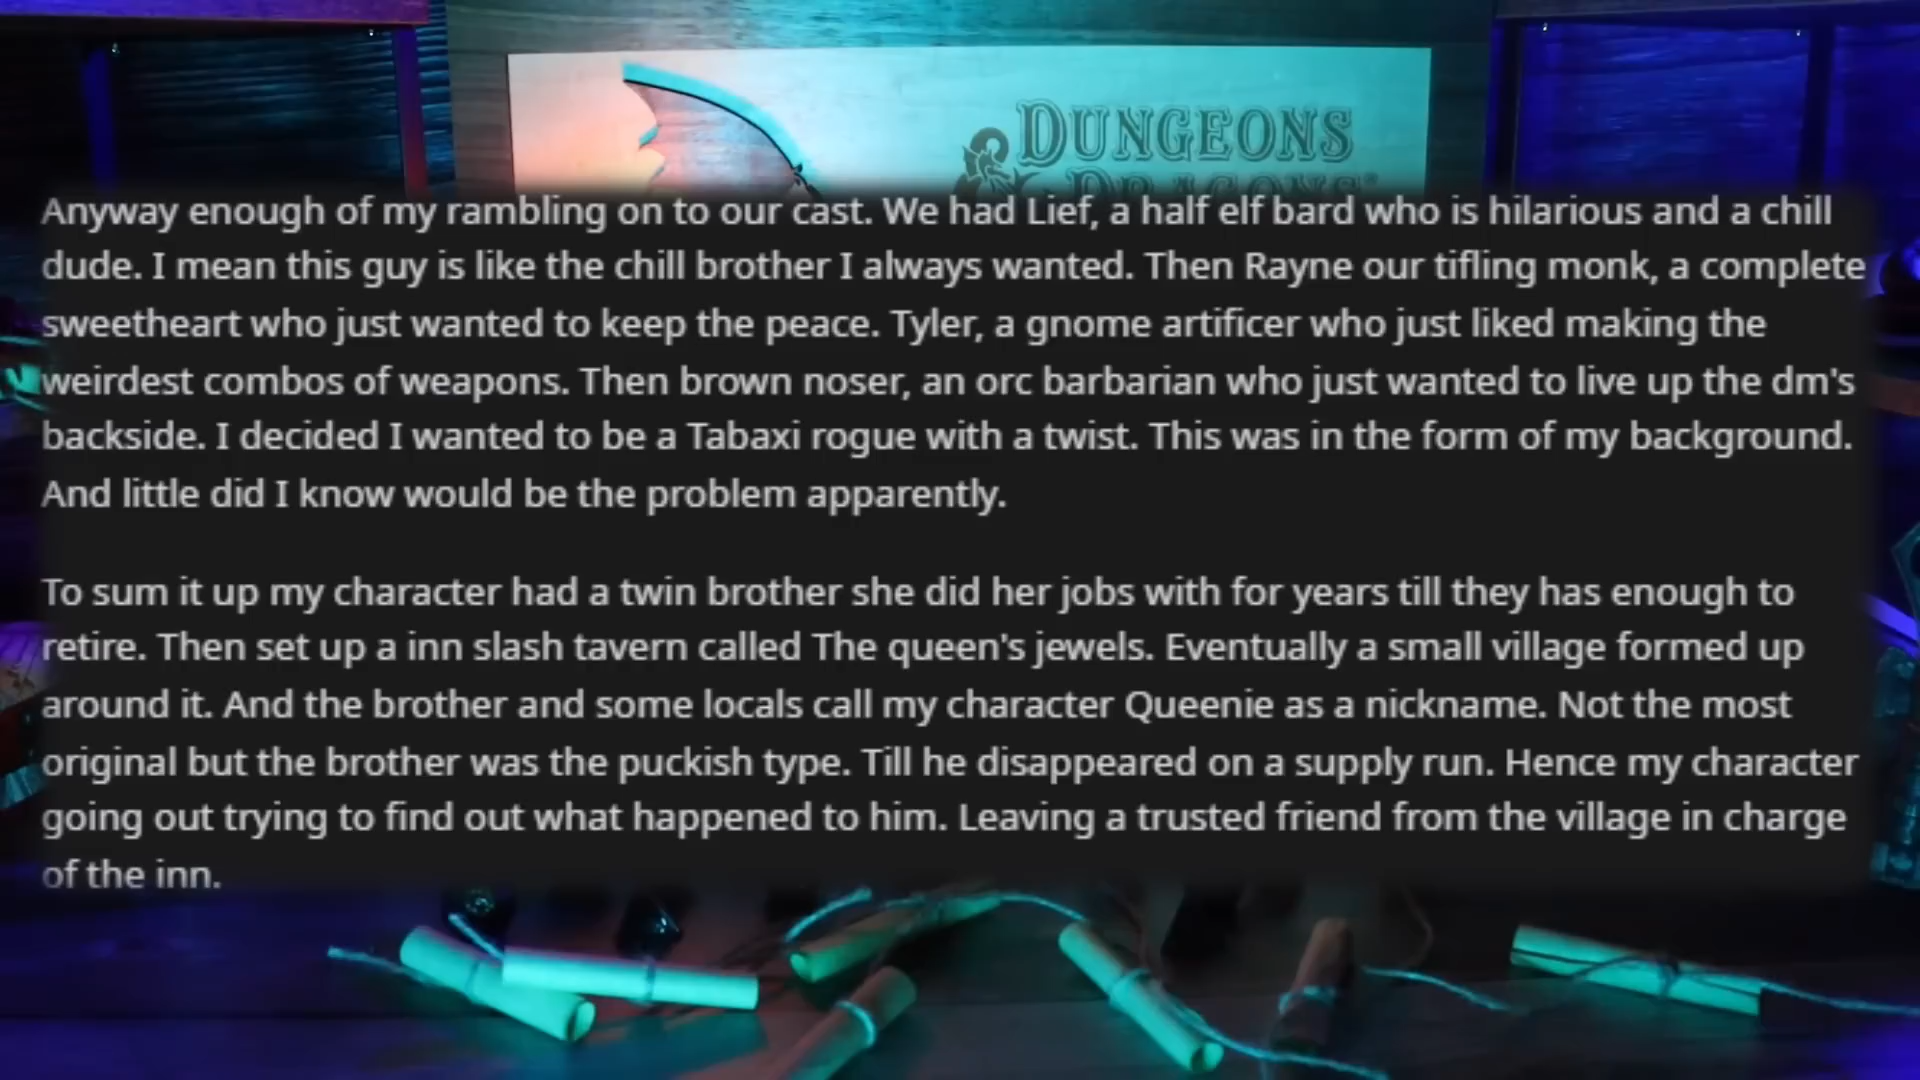 DUNGEONS
DRAGONS
Anyway enough of my rambling on to our cast. We had Lief, a half elf bard who is hilarious and a chill
dude. I mean this guy is like the chill brother I always wanted. Then Rayne our tifling monk, a complete
sweetheart who just wanted to keep the peace. Tyler, a gnome artificer who just liked making the
weirdest combos of weapons. Then brown noser, an orc barbarian who just wanted to live up the dm's
backside. I decided I wanted to be a Tabaxi rogue with a twist. This was in the form of my background.
And little did I know would be the problem apparently.
To sum it up my character had a twin brother she did her jobs with for years till they has enough to
retire. Then set up a inn slash tavern called The queen's jewels. Eventually a small village formed up
around it. And the brother and some locals call my character Queenie as a nickname. Not the most
original but the brother was the puckish type. Till he disappeared on a supply run. Hence my character
going out trying to find out what happened to him. Leaving a trusted friend from the village in charge
of the inn.